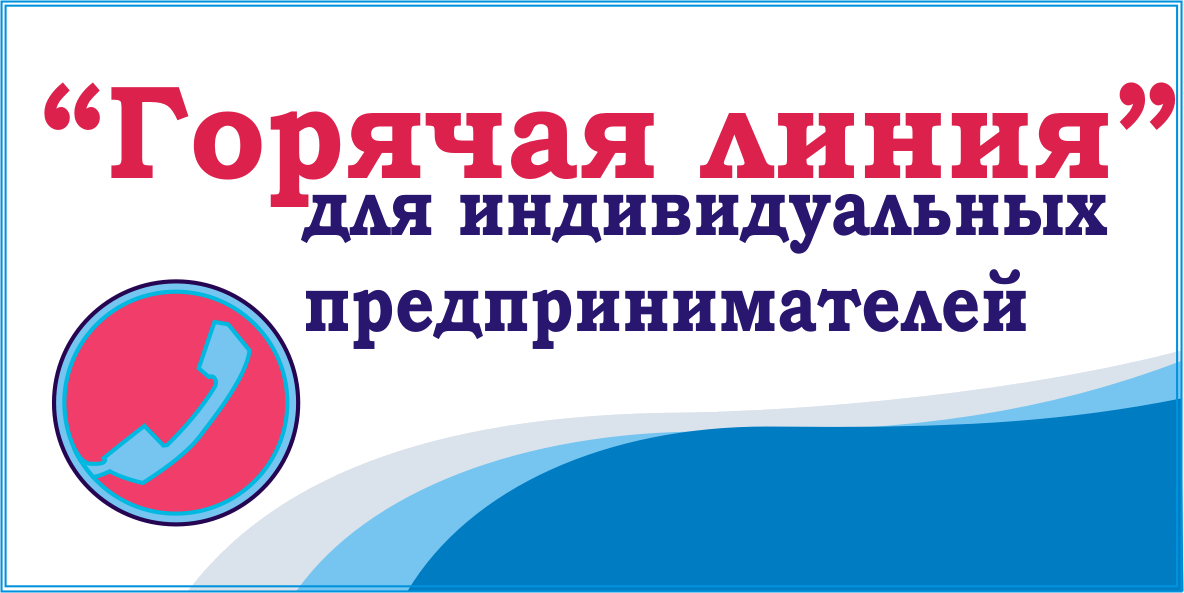 “Горячая линия”
для индивидуальных
предпринимателей